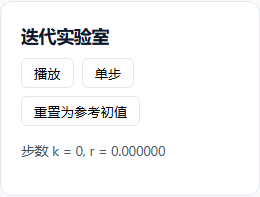 迭代实验室
播放 单步
重置为参考初值
步数 k = 0, r = 0.000000